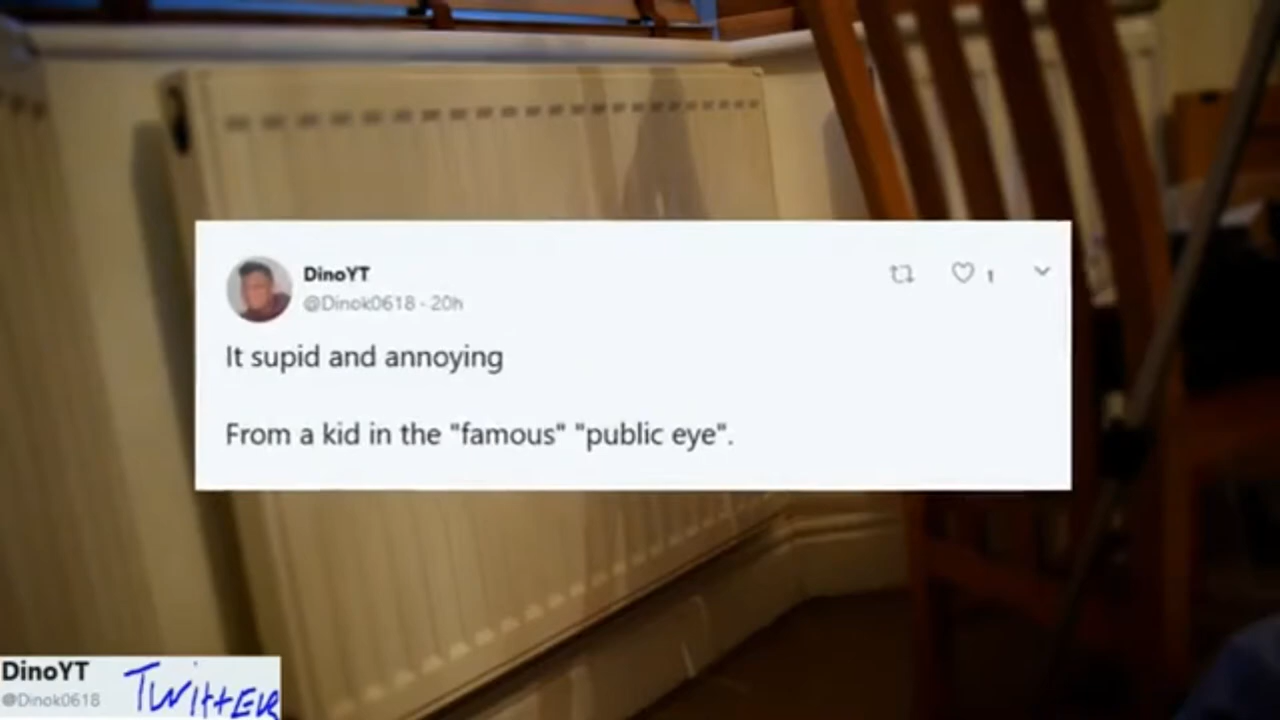 DinoYT
@Dinok0618 - 20h
1
It supid and annoying
From a kid in the "famous" "public eye".
DinoYT
@Dinok0618
TWittER